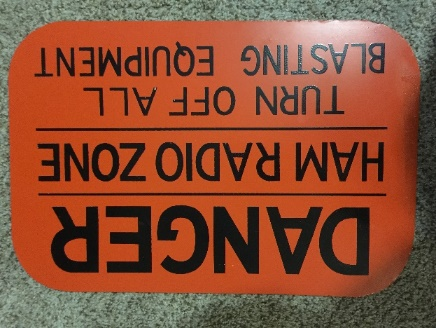 DANGER
HAM RADIO ZONE
TURN OFF ALL
BLASTING EQUIPMENT